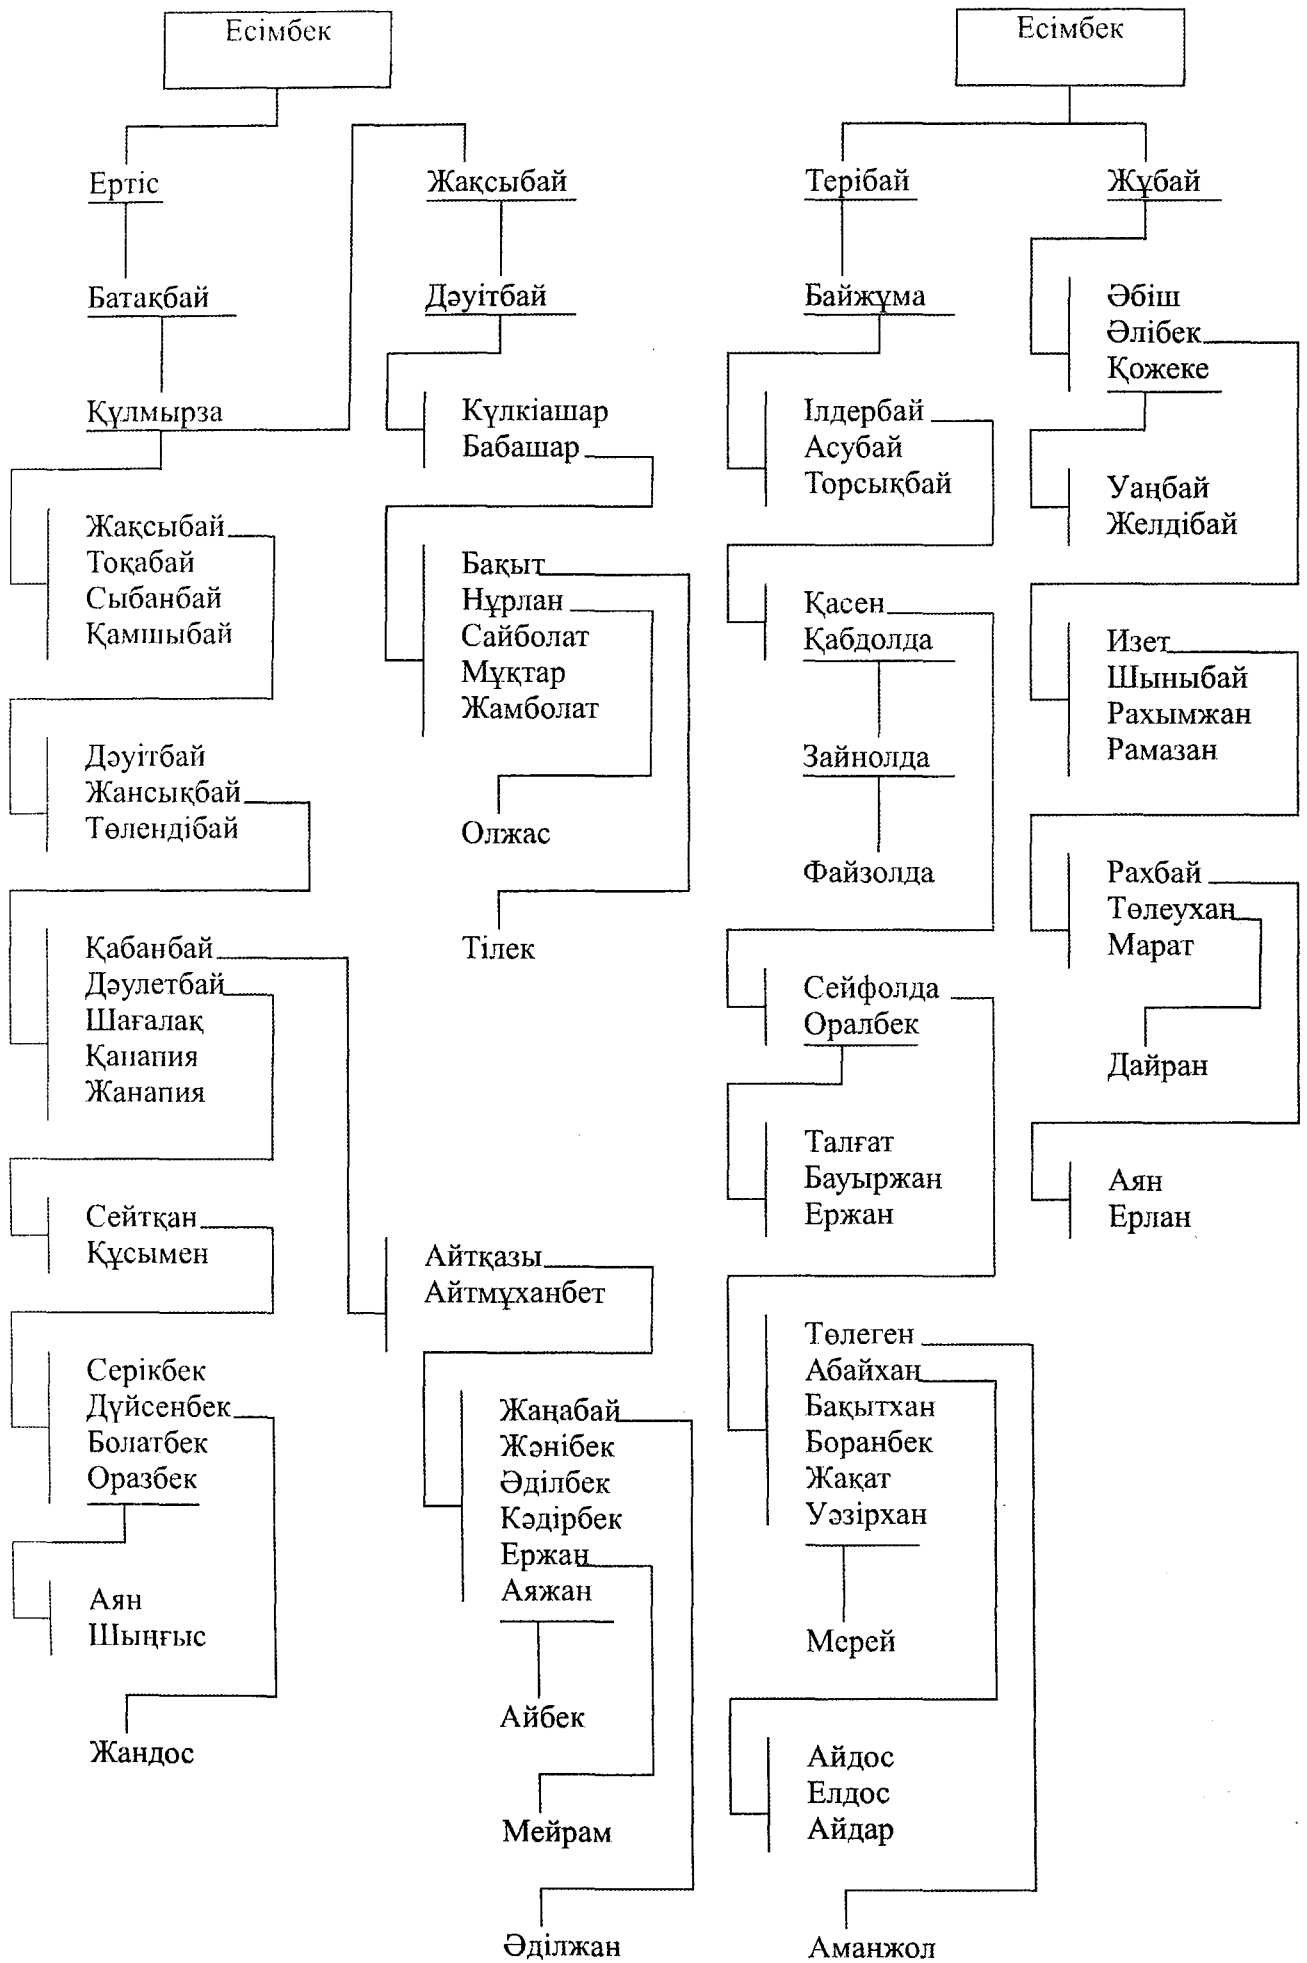 Есімбек
Ертіс
Батақбай
Құлмырза
Жақсыбай
Тоқабай
Сыбанбай
Қамшыбай
Дәуітбай
Жансықбай
Төлендібай
Қабанбай
Дәулетбай
Шағалақ
Қанапия
Жанапия
Сейтқан
Құсымен
Серікбек
Дүйсенбек
Болатбек
Оразбек
Аян
Шыңғыс
Жандос
Жақсыбай
Дәуітбай
Күлкіашар
Бабашар
Бақыт
Нұрлан
Сайболат
Мұқтар
Жамболат
Олжас
Тілек
Айтқазы
Айтмұханбет
Жаңабай
Жәнібек
Әділбек
Кәдірбек
Ержан
Аяжан
Айбек
Мейрам
Әділжан
Есімбек
Терібай
Байжұма
Ілдербай
Асубай
Торсықбай
Қасен
Қабдолда
Зайнолда
Файзолда
Сейфолда
Оралбек
Талғат
Бауыржан
Ержан
Төлеген
Абайхан
Бақытхан
Боранбек
Жақат
Уәзірхан
Мерей
Айдос
Елдос
Айдар
Аманжол
Жұбай
Әбіш
Әлібек
Қожеке
Уаңбай
Желдібай
Изет
Шыныбай
Рахымжан
Рамазан
Рахбай
Төлеухан
Марат
Дайран
Аян
Ерлан